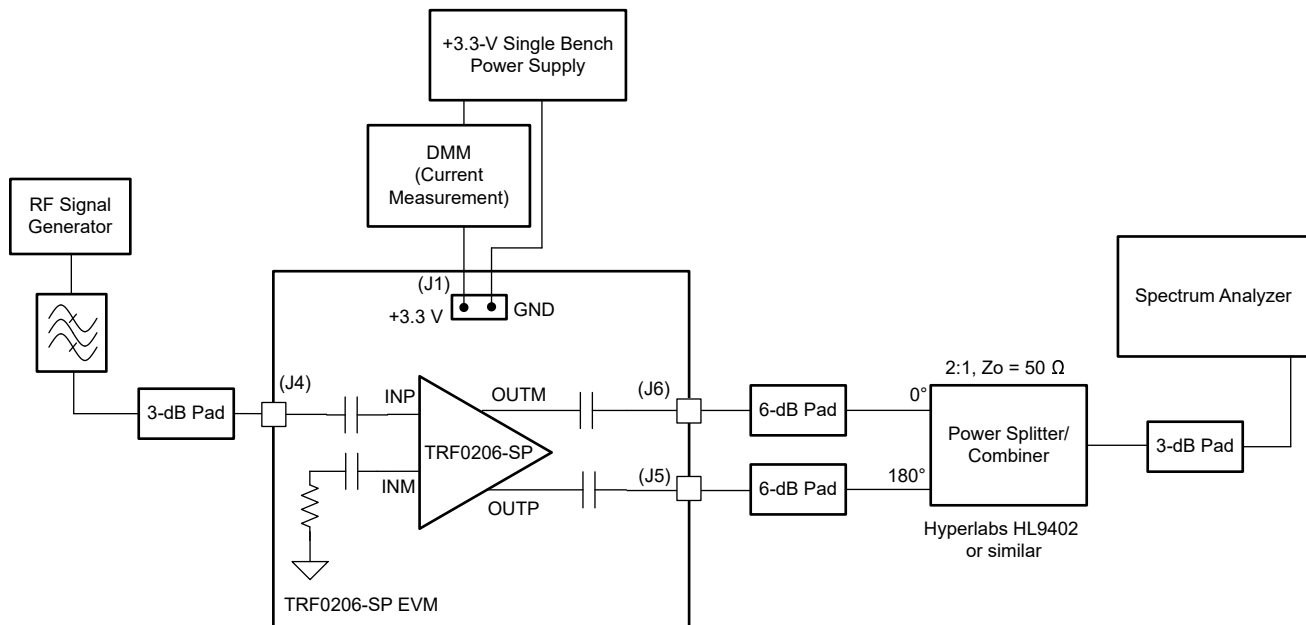 +3.3-V Single Bench
Power Supply
DMM
(Current
Measurement)
RF Signal
Generator
(J1)
+3.3 V
GND
Spectrum Analyzer
(J4)
3-dB Pad
INP
OUTM
(J6)
TRF0206-SP
INM
OUTP
(J5)
6-dB Pad
6-dB Pad
2:1, Zo = 50 Ω
0°
180°
Power Splitter/
Combiner
3-dB Pad
Hyperlabs HL9402
or similar
TRF0206-SP EVM